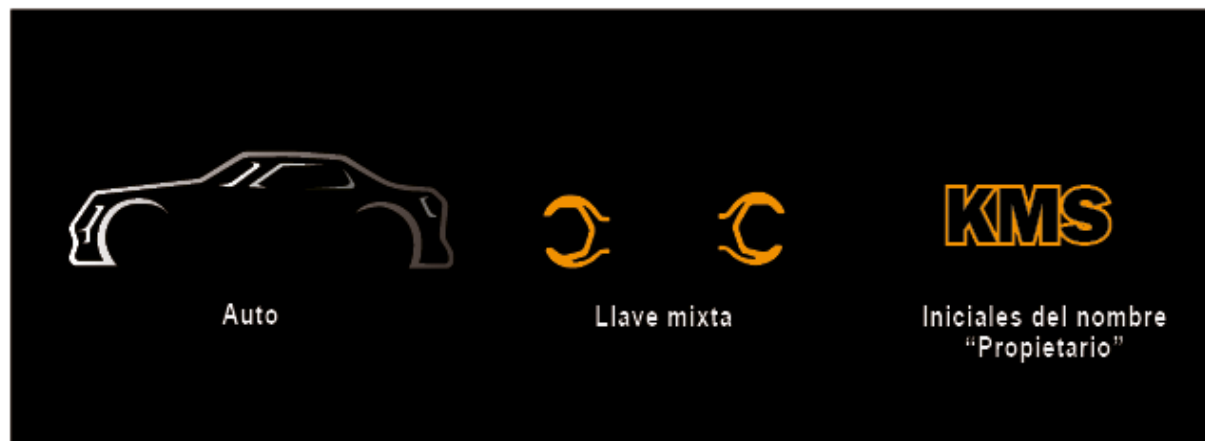 KMS
Auto
Llave mixta
Iniciales del nombre
“Propietario”